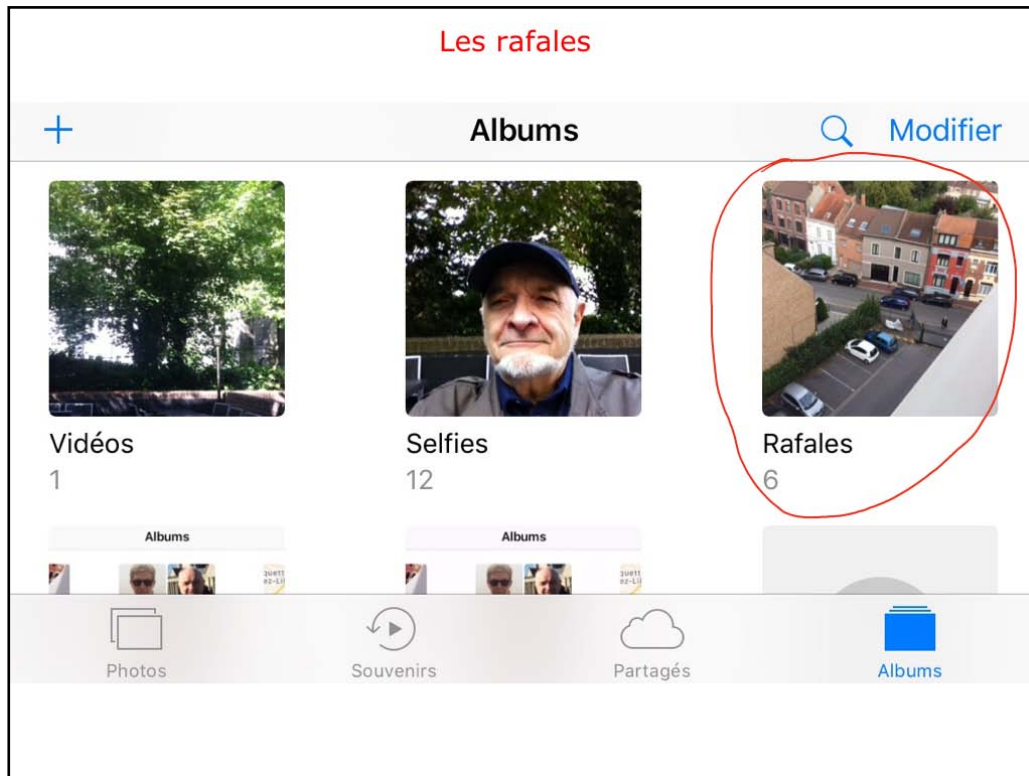 Les rafales
Albums
Modifier
Vidéos
Selfies
Rafales
1
12
6
Albums
Albums
Photos
Souvenirs
Partagés
Albums